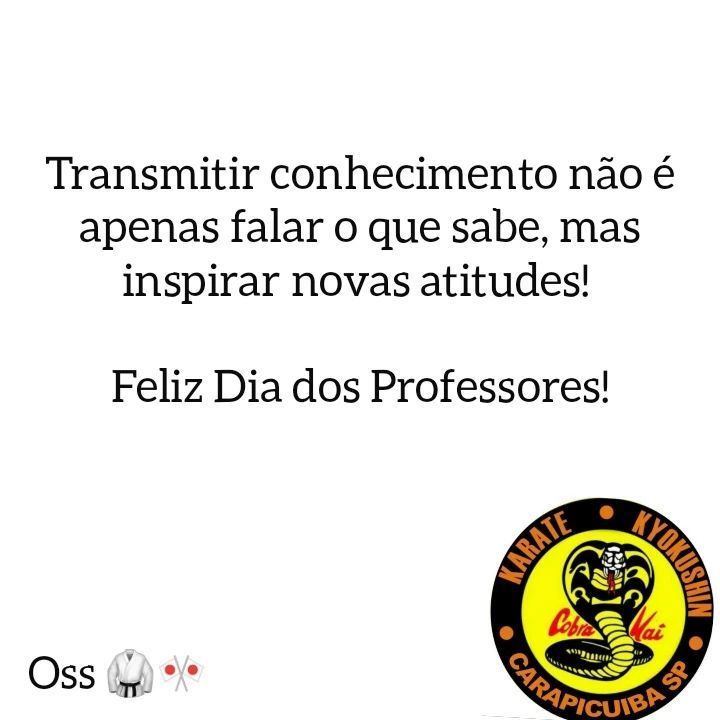 Transmitir conhecimento não é
apenas falar o que sabe, mas
inspirar novas atitudes!
Feliz Dia dos Professores!
KARATE • KYOKUSHIN
Cobra Kai
• CARAPICUIBA SP •
Oss 🥋🎌